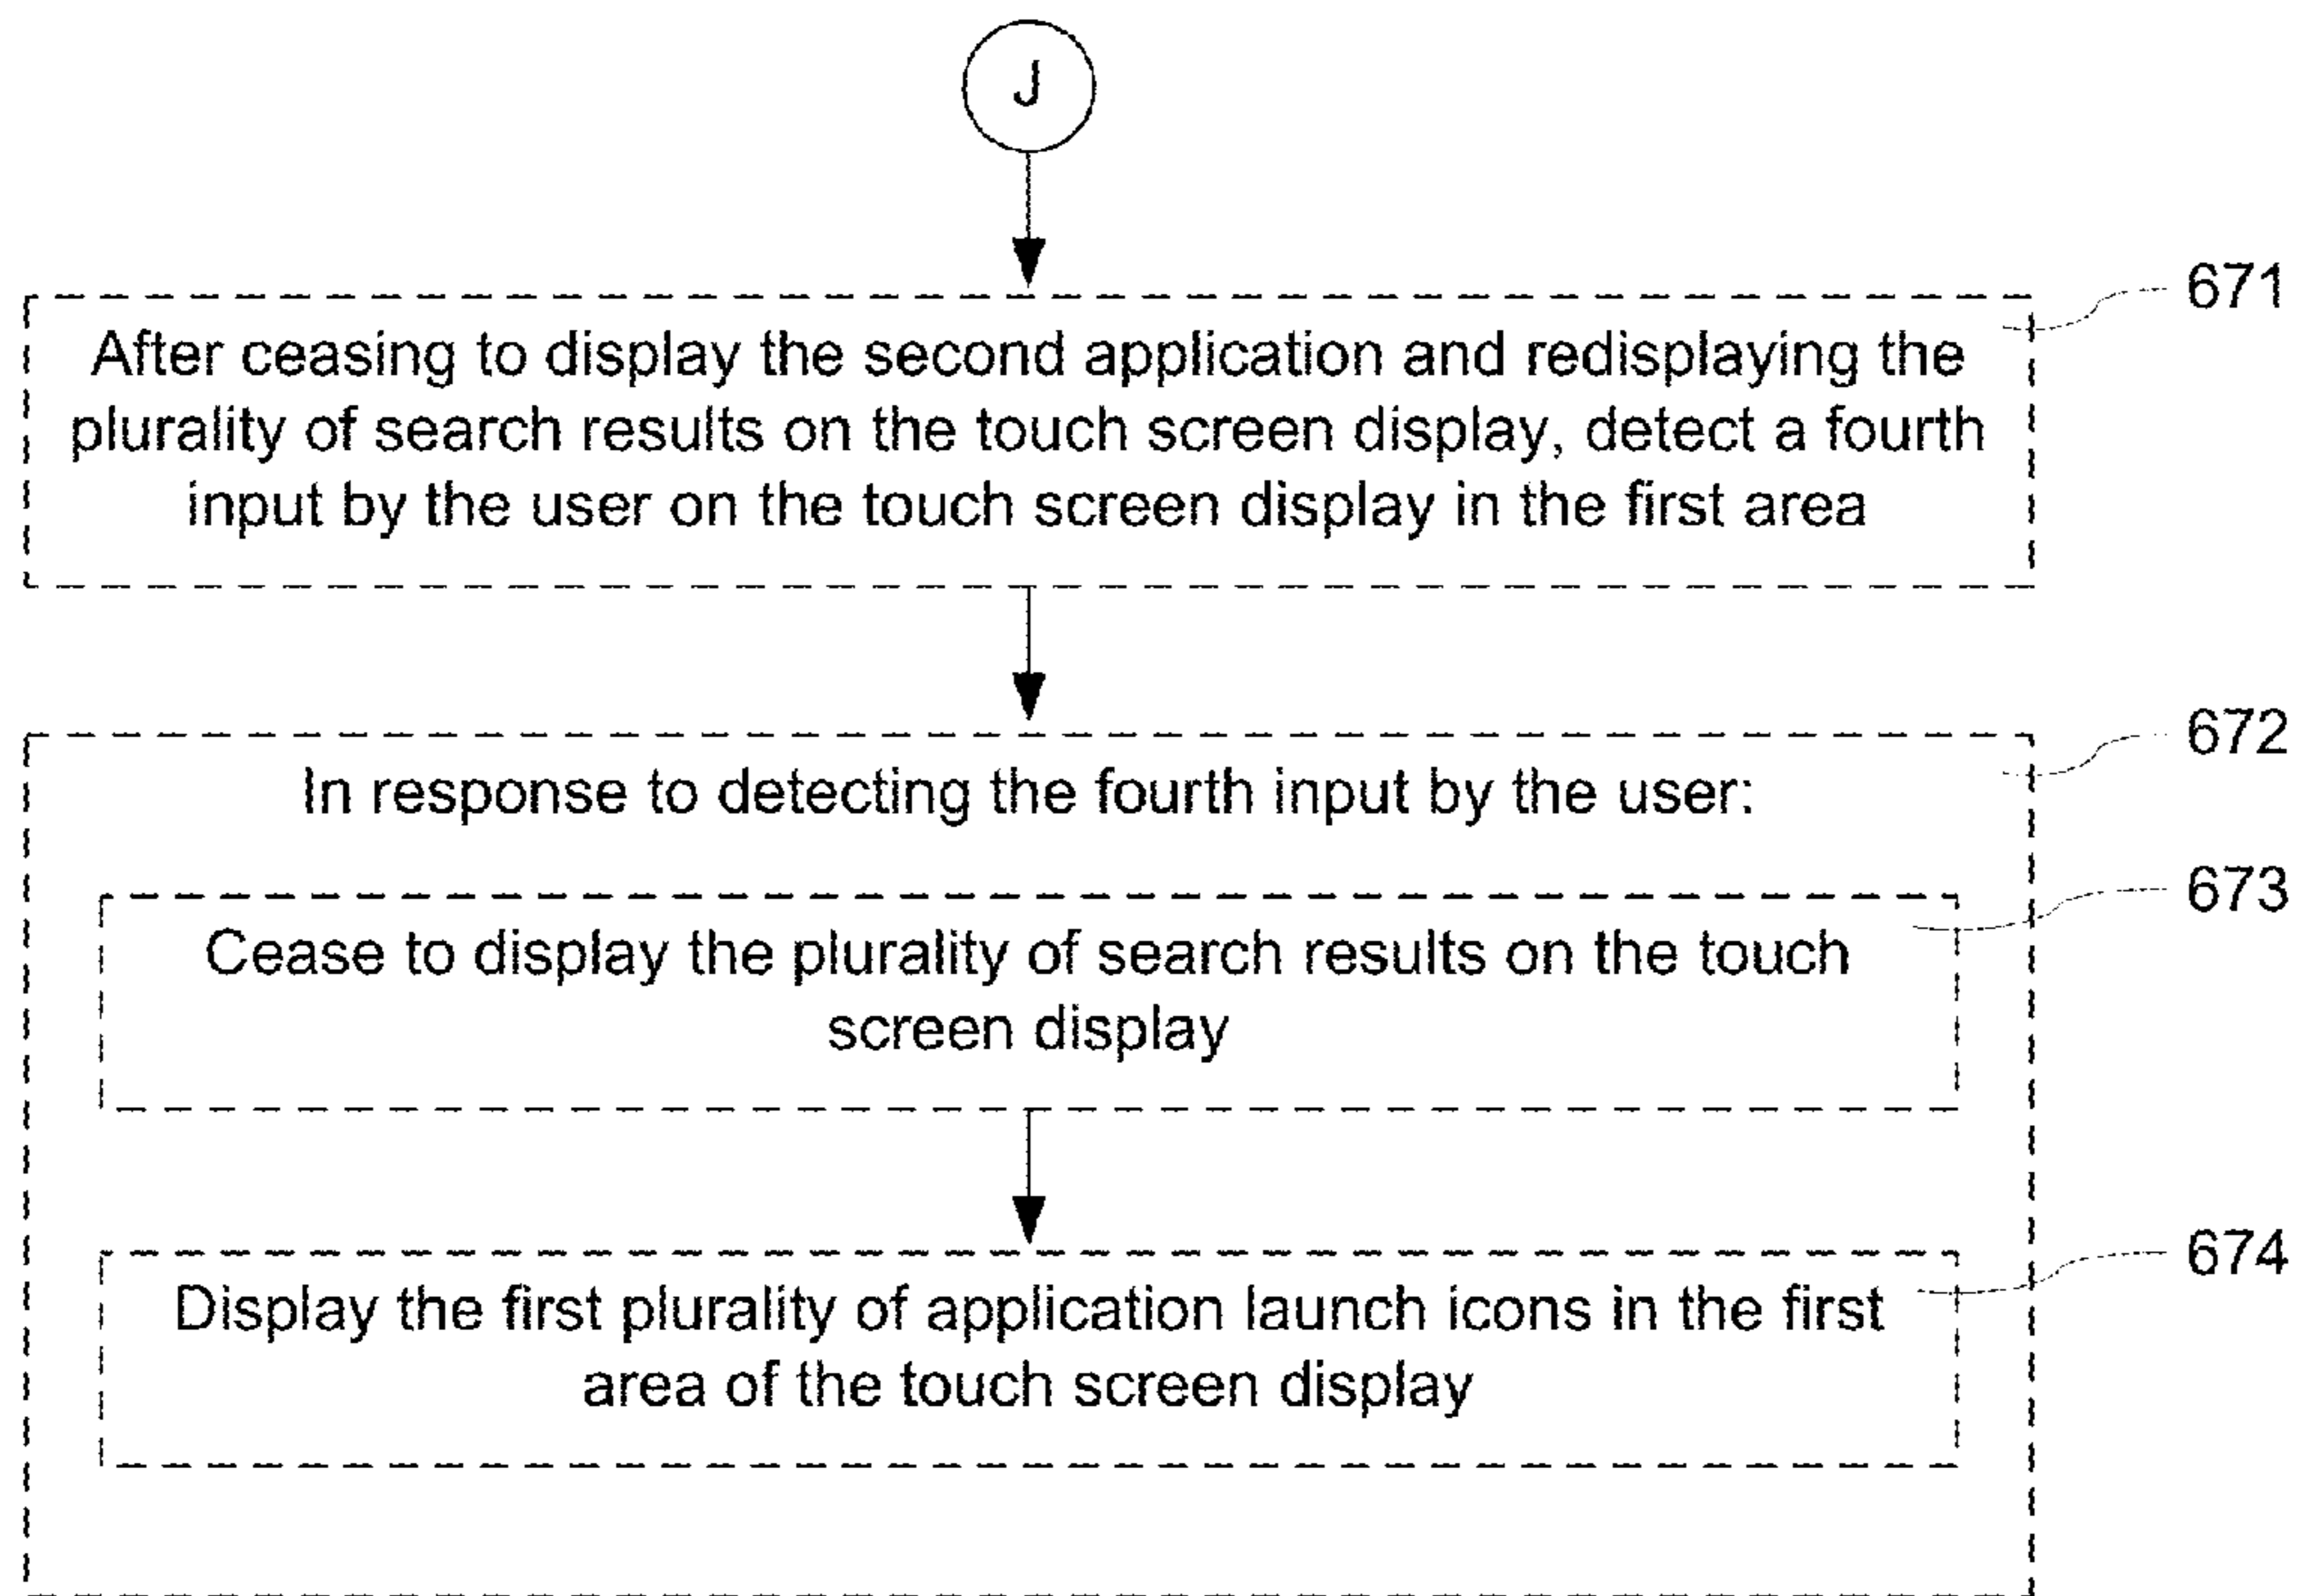 J
671
After ceasing to display the second application and redisplaying the
plurality of search results on the touch screen display, detect a fourth
input by the user on the touch screen display in the first area
672
In response to detecting the fourth input by the user:
673
Cease to display the plurality of search results on the touch
screen display
674
Display the first plurality of application launch icons in the first
area of the touch screen display